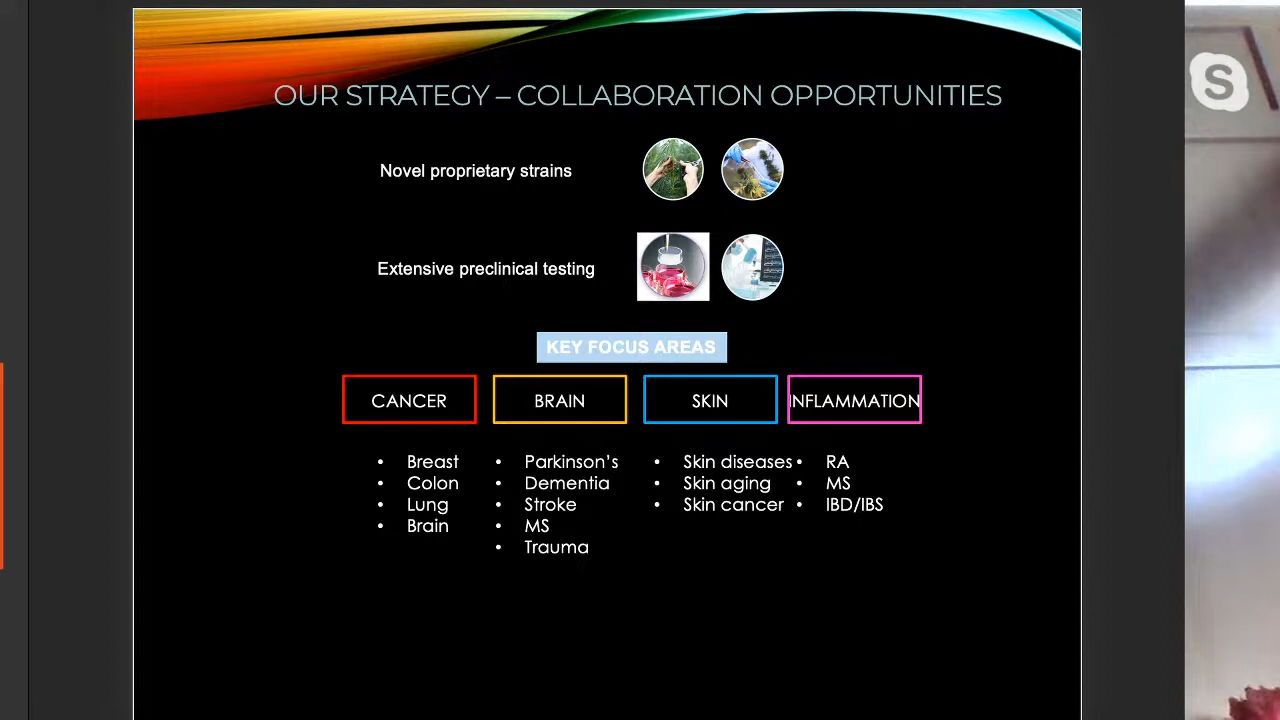 OUR STRATEGY – COLLABORATION OPPORTUNITIES
Novel proprietary strains
Extensive preclinical testing
KEY FOCUS AREAS
CANCER
BRAIN
SKIN
INFLAMMATION
• Breast
• Colon
• Lung
• Brain
• Parkinson's
• Dementia
• Stroke
• MS
• Trauma
• Skin diseases
• Skin aging
• Skin cancer
• RA
• MS
• IBD/IBS
S